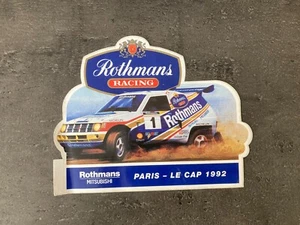 Rothmans
RACING
1
Rothmans
Rothmans
MITSUBISHI
PARIS - LE CAP 1992